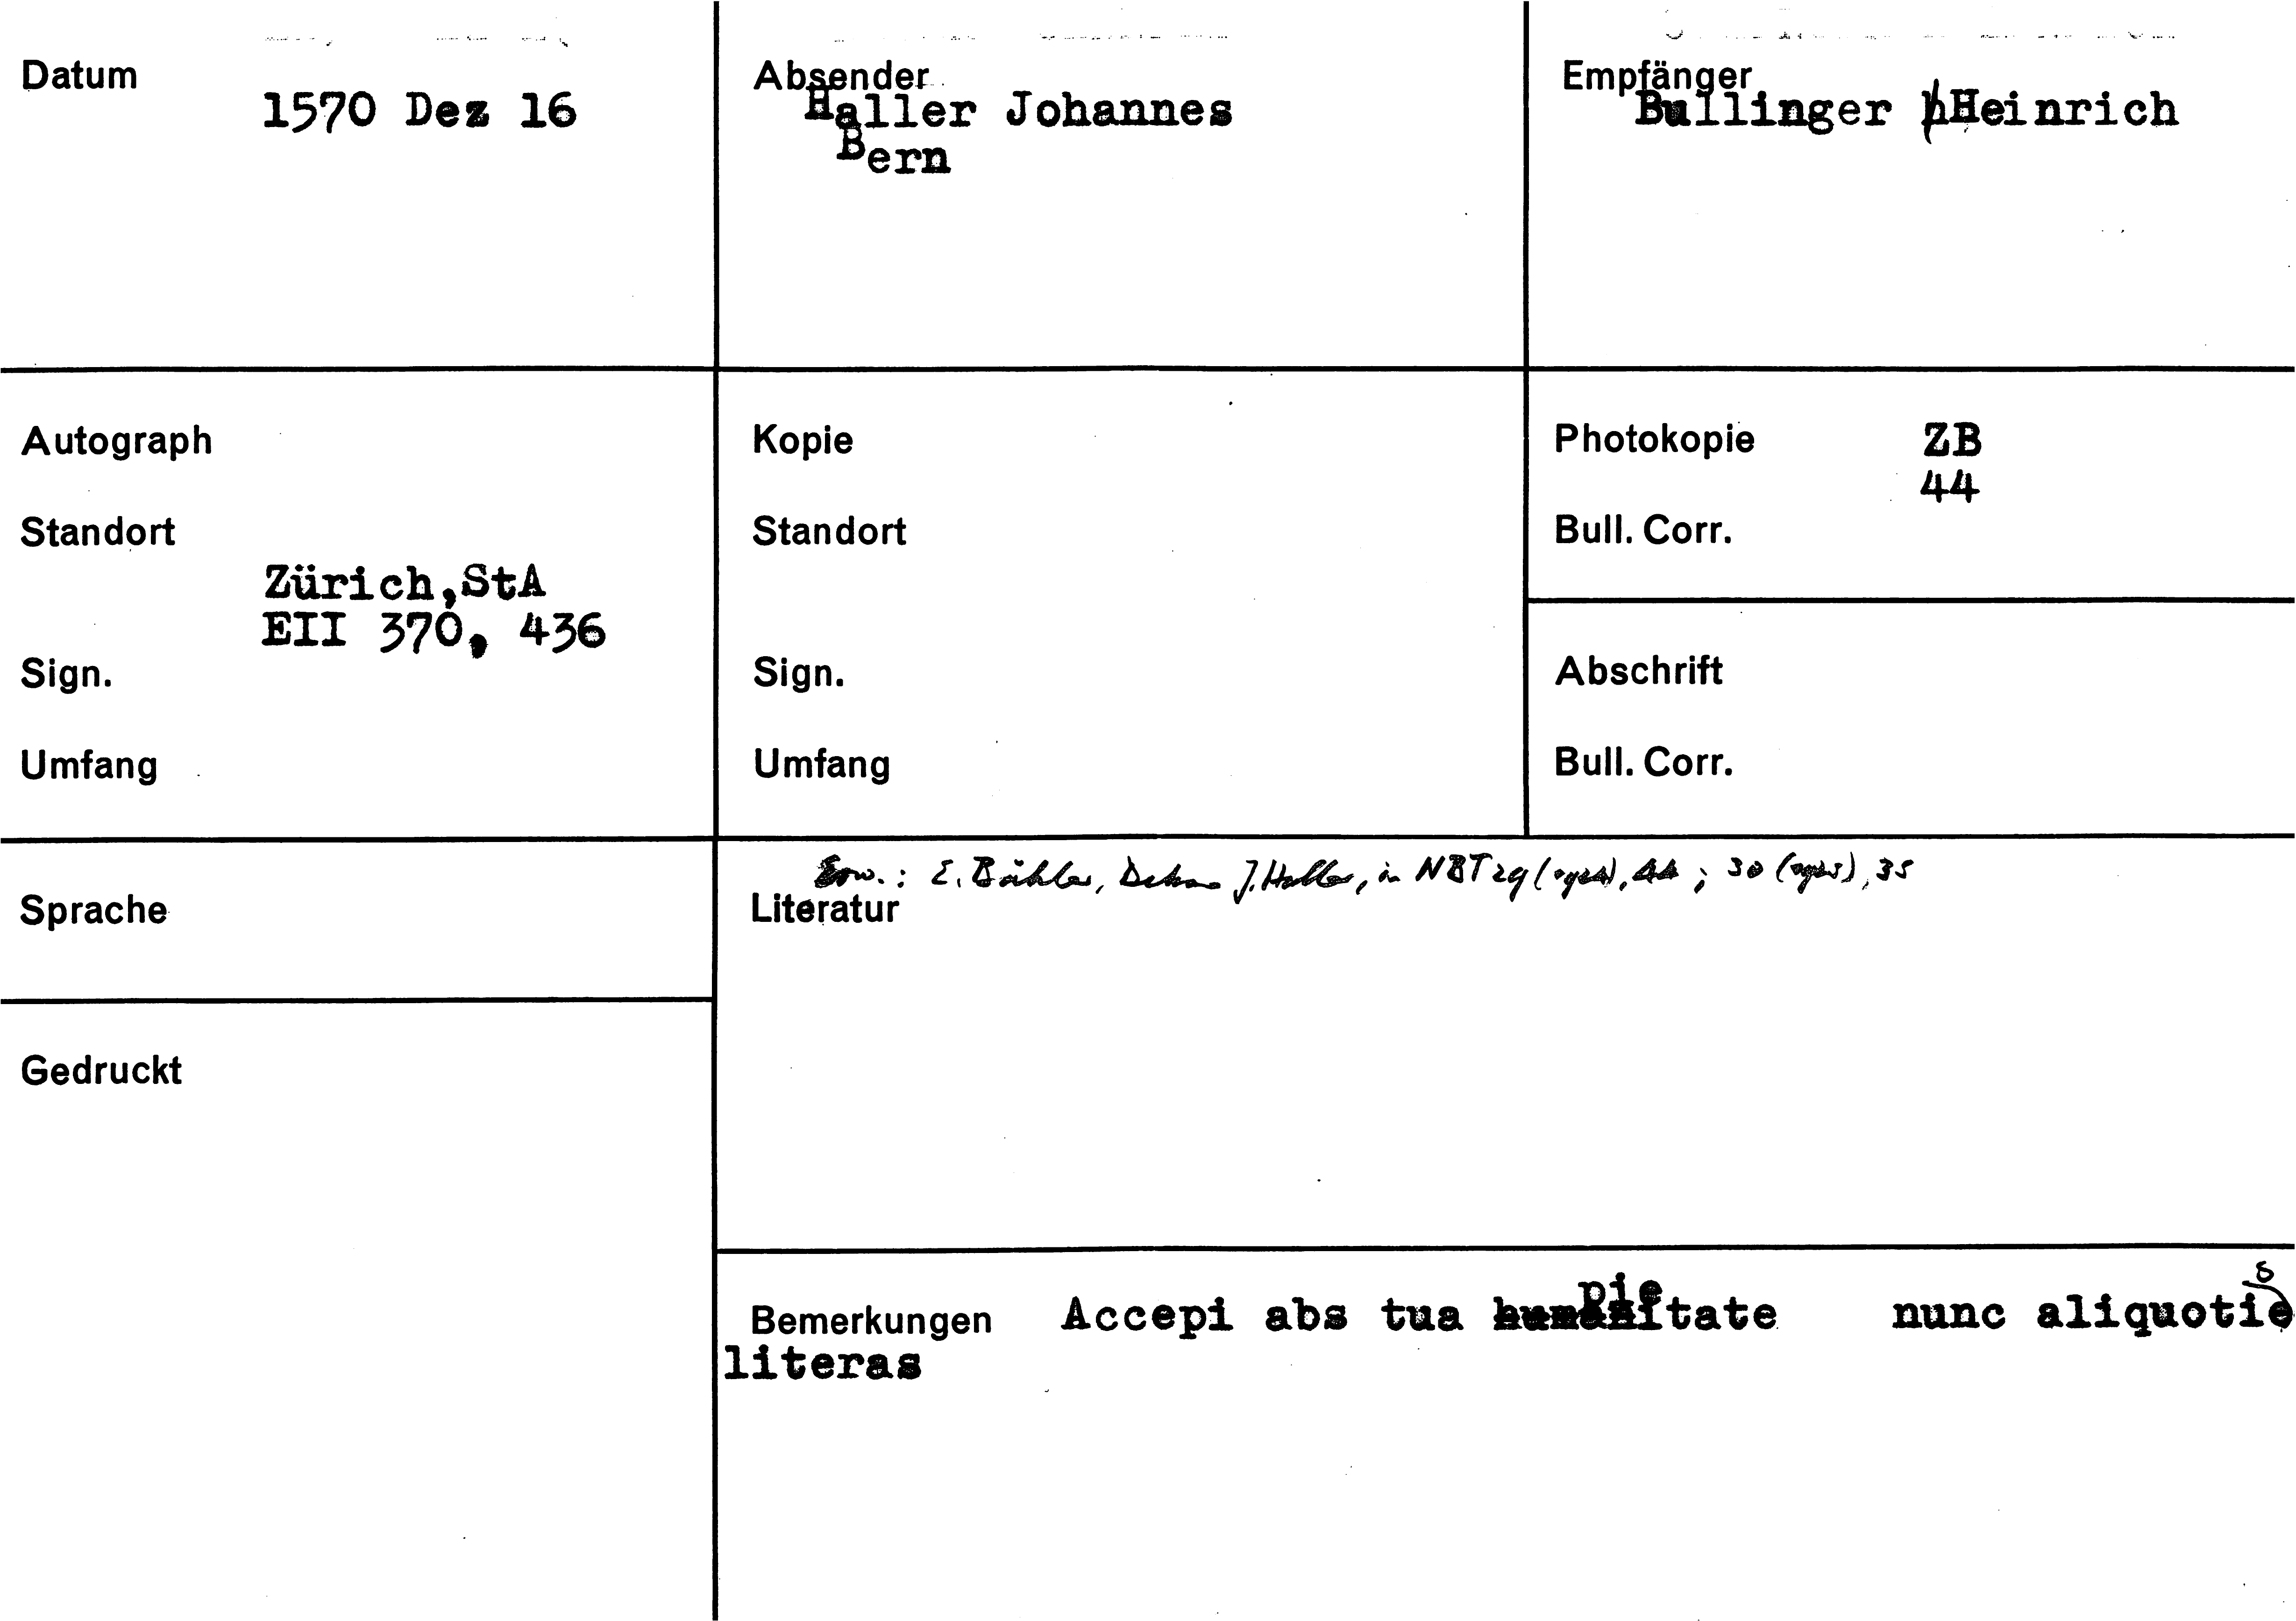 Datum
1570 Dez 16
Absender
Haller Johannes
Bern
Empfänger
Bullinger Heinrich
Autograph
Standort
Zürich,StA
EII 370, 436
Sign.
Umfang
Kopie
Standort
Sign.
Umfang
Photokopie ZB
44
Bull. Corr.
Abschrift
Bull. Corr.
Sprache
Gedruckt
Erw.: E. Bähler, Dekan J. Haller, in NBT 29 (1924), 44; 30 (1925), 35
Literatur
Bemerkungen Accepi abs tua pietate nunc aliquoties
literas